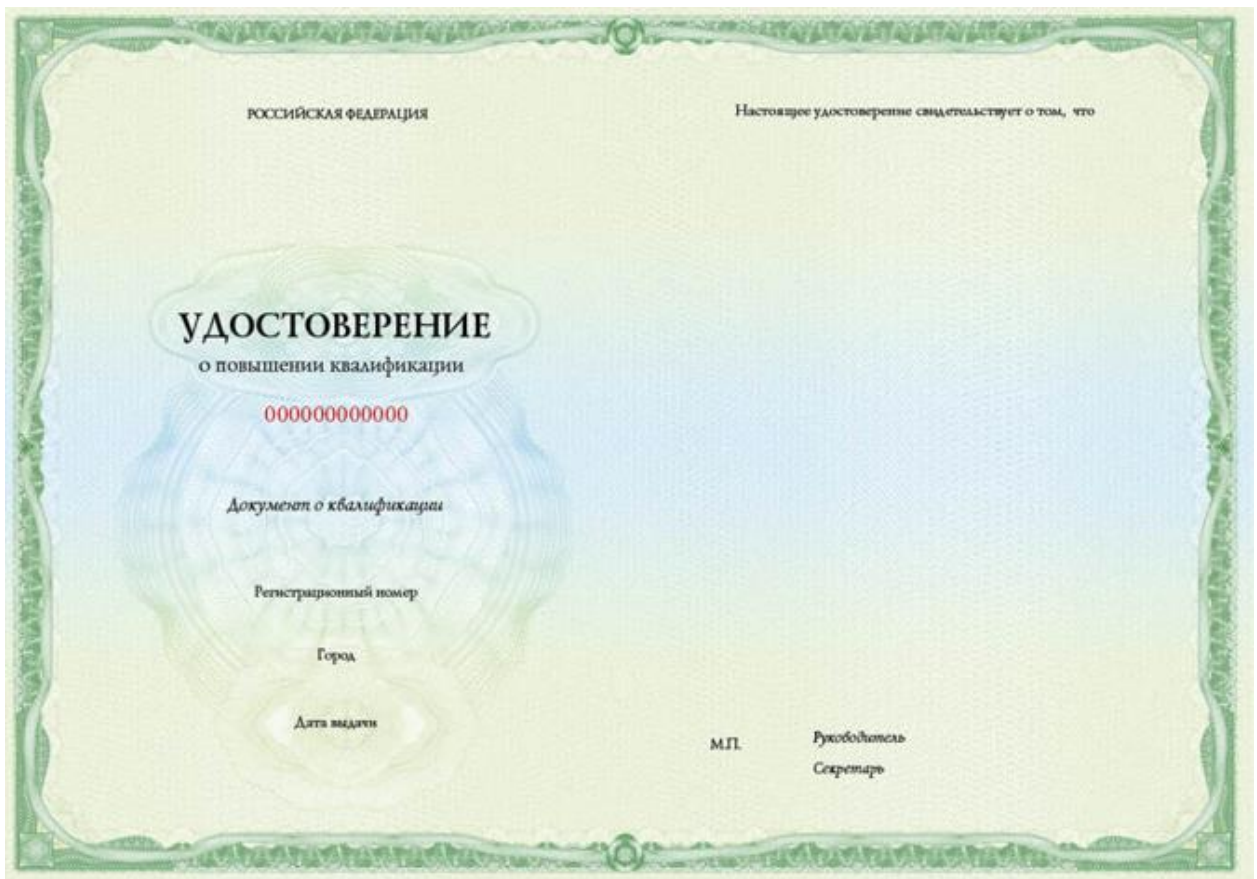 РОССИЙСКАЯ ФЕДЕРАЦИЯ
УДОСТОВЕРЕНИЕ
о повышении квалификации
000000000000
Документ о квалификации
Регистрационный номер
Город
Дата выдачи
Настоящее удостоверение свидетельствует о том, что
М.П.
Руководитель
Секретарь